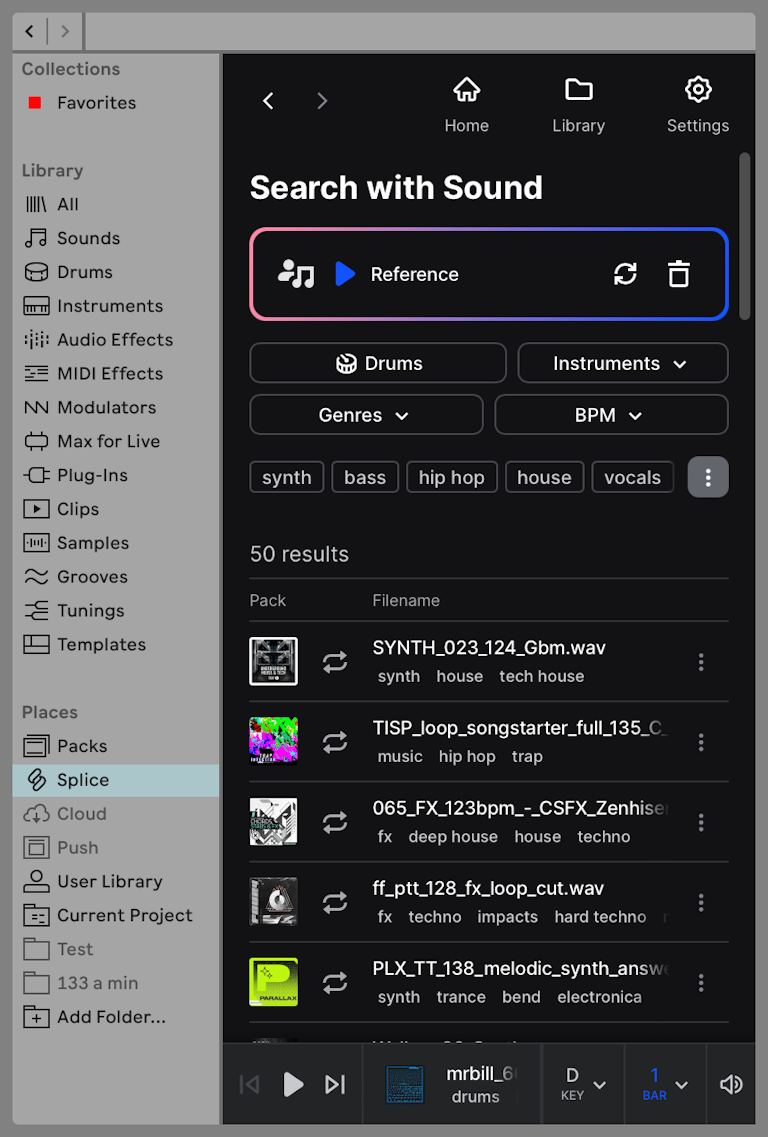 Collections
Favorites
Library
All
Sounds
Drums
Instruments
Audio Effects
MIDI Effects
Modulators
Max for Live
Plug-Ins
Clips
Samples
Grooves
Tunings
Templates
Places
Packs
Splice
Cloud
Push
User Library
Current Project
Test
133 a min
Add Folder...
Home Library Settings
Search with Sound
Reference
Drums Instruments
Genres BPM
synth bass hip hop house vocals
50 results
Pack Filename
SYNTH_023_124_Gbm.wav
synth house tech house
TISP_loop_songstarter_full_135_C_
music hip hop trap
065_FX_123bpm_-_CSFX_Zenhiser
fx deep house house techno
ff_ptt_128_fx_loop_cut.wav
fx techno impacts hard techno
PARALLAX
PLX_TT_138_melodic_synth_answe
synth trance bend electronica
mrbill_6
drums
D
KEY
1
BAR